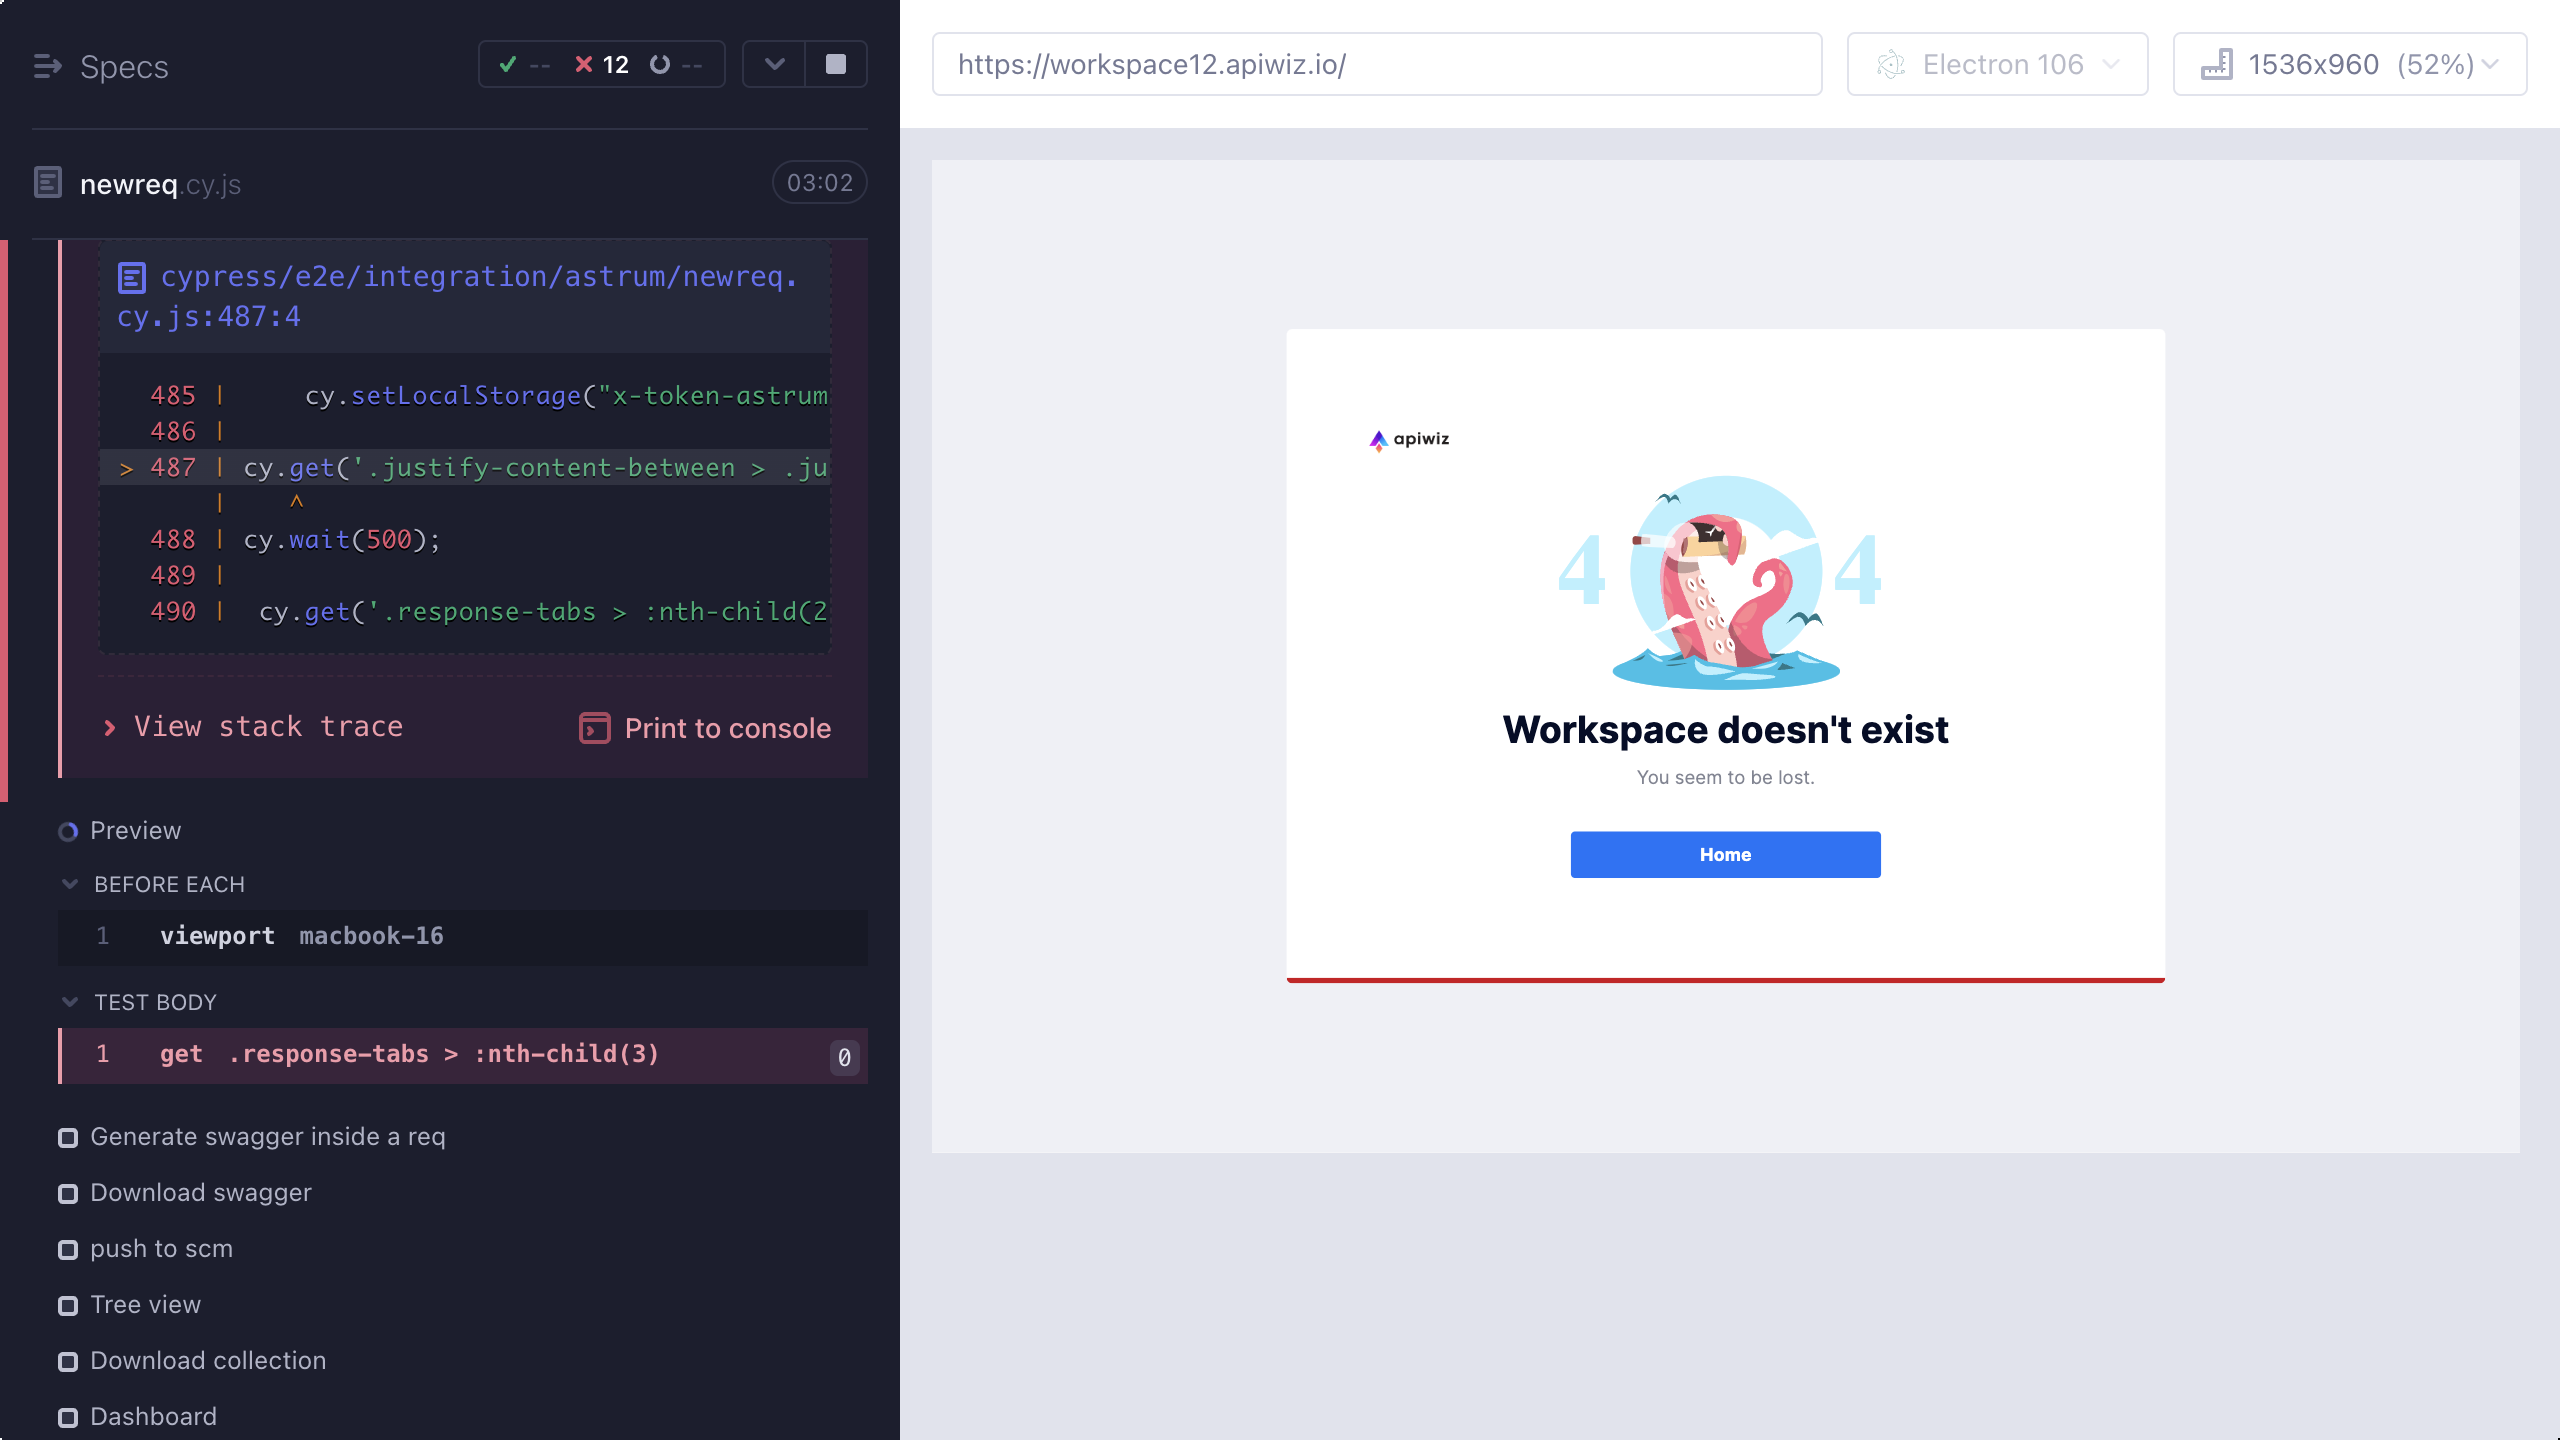 Specs
-- 12 --
newreq.cy.js
03:02
cypress/e2e/integration/astrum/newreq.
cy.js:487:4
485 | cy.setLocalStorage("x-token-astrum
486 |
> 487 | cy.get('.justify-content-between > .ju
| ^
488 | cy.wait(500);
489 |
490 | cy.get('.response-tabs > :nth-child(2
View stack trace
Print to console
Preview
BEFORE EACH
1 viewport macbook-16
TEST BODY
1 get .response-tabs > :nth-child(3) 0
Generate swagger inside a req
Download swagger
push to scm
Tree view
Download collection
Dashboard
https://workspace12.apiwiz.io/
Electron 106
1536x960 (52%)
apiwiz
4 4
Workspace doesn't exist
You seem to be lost.
Home